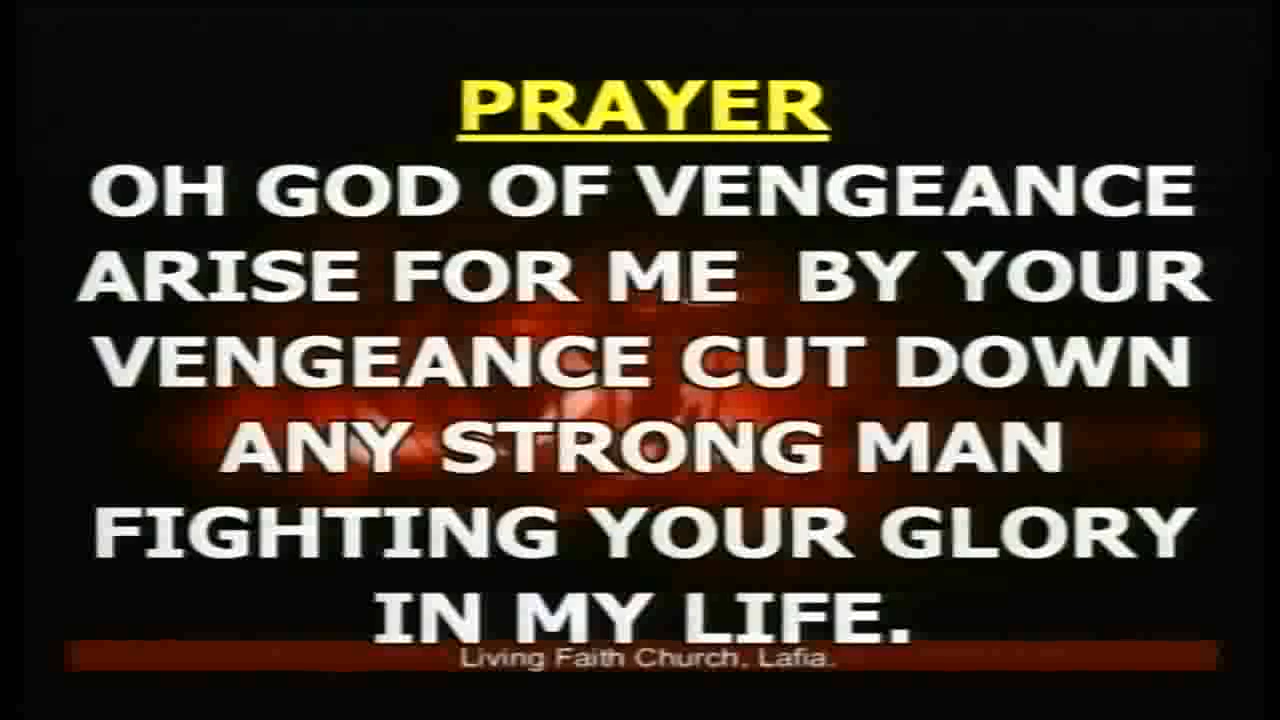 PRAYER
OH GOD OF VENGEANCE
ARISE FOR ME  BY YOUR
VENGEANCE CUT DOWN
ANY STRONG MAN
FIGHTING YOUR GLORY
IN MY LIFE.
Living Faith Church, Lafia.